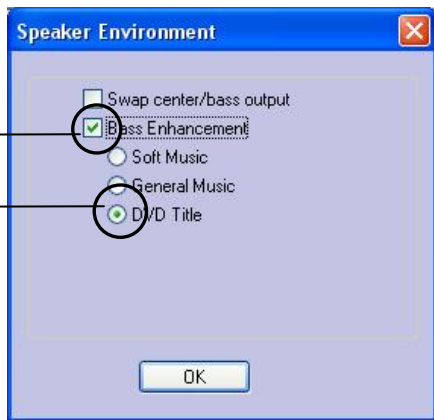 Speaker Environment
Swap center/bass output
Bass Enhancement
Soft Music
General Music
DVD Title
OK